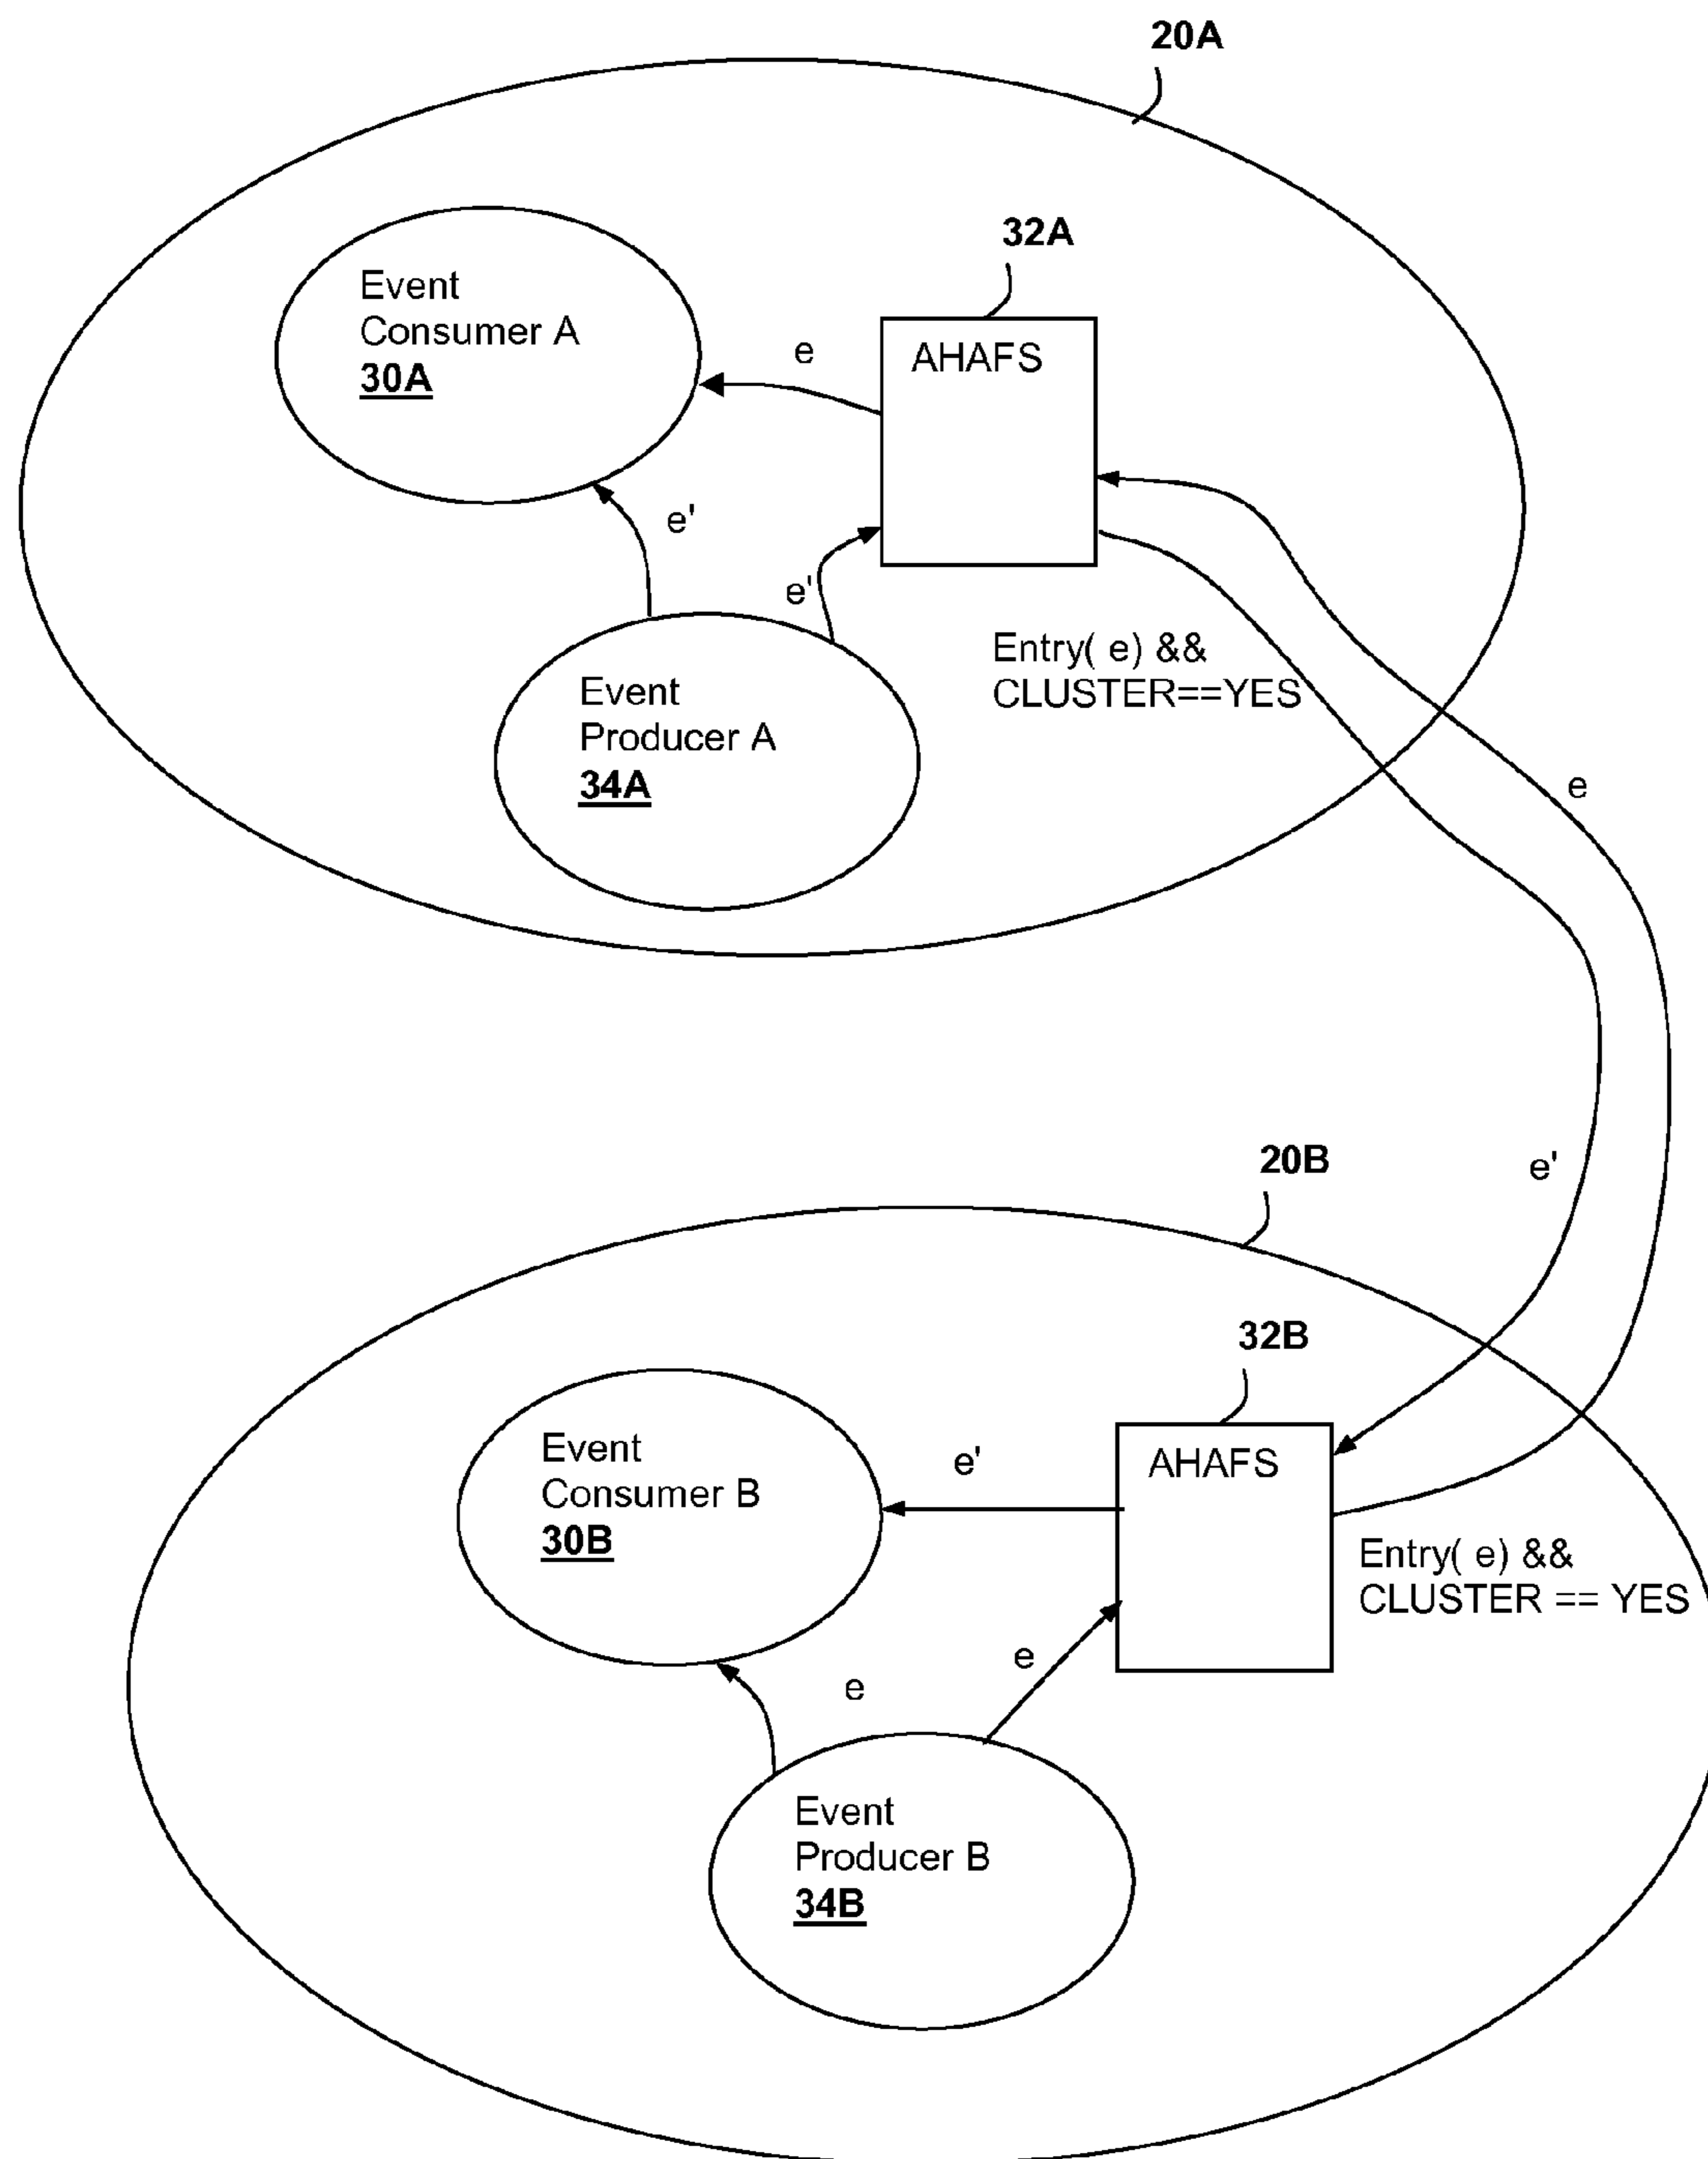 20A
32A
Event
Consumer A
30A
AHAFS
e
e'
e'
Entry( e) &&
CLUSTER==YES
Event
Producer A
34A
e
e'
20B
32B
Event
Consumer B
30B
e'
AHAFS
Entry( e) &&
CLUSTER == YES
e
e
Event
Producer B
34B